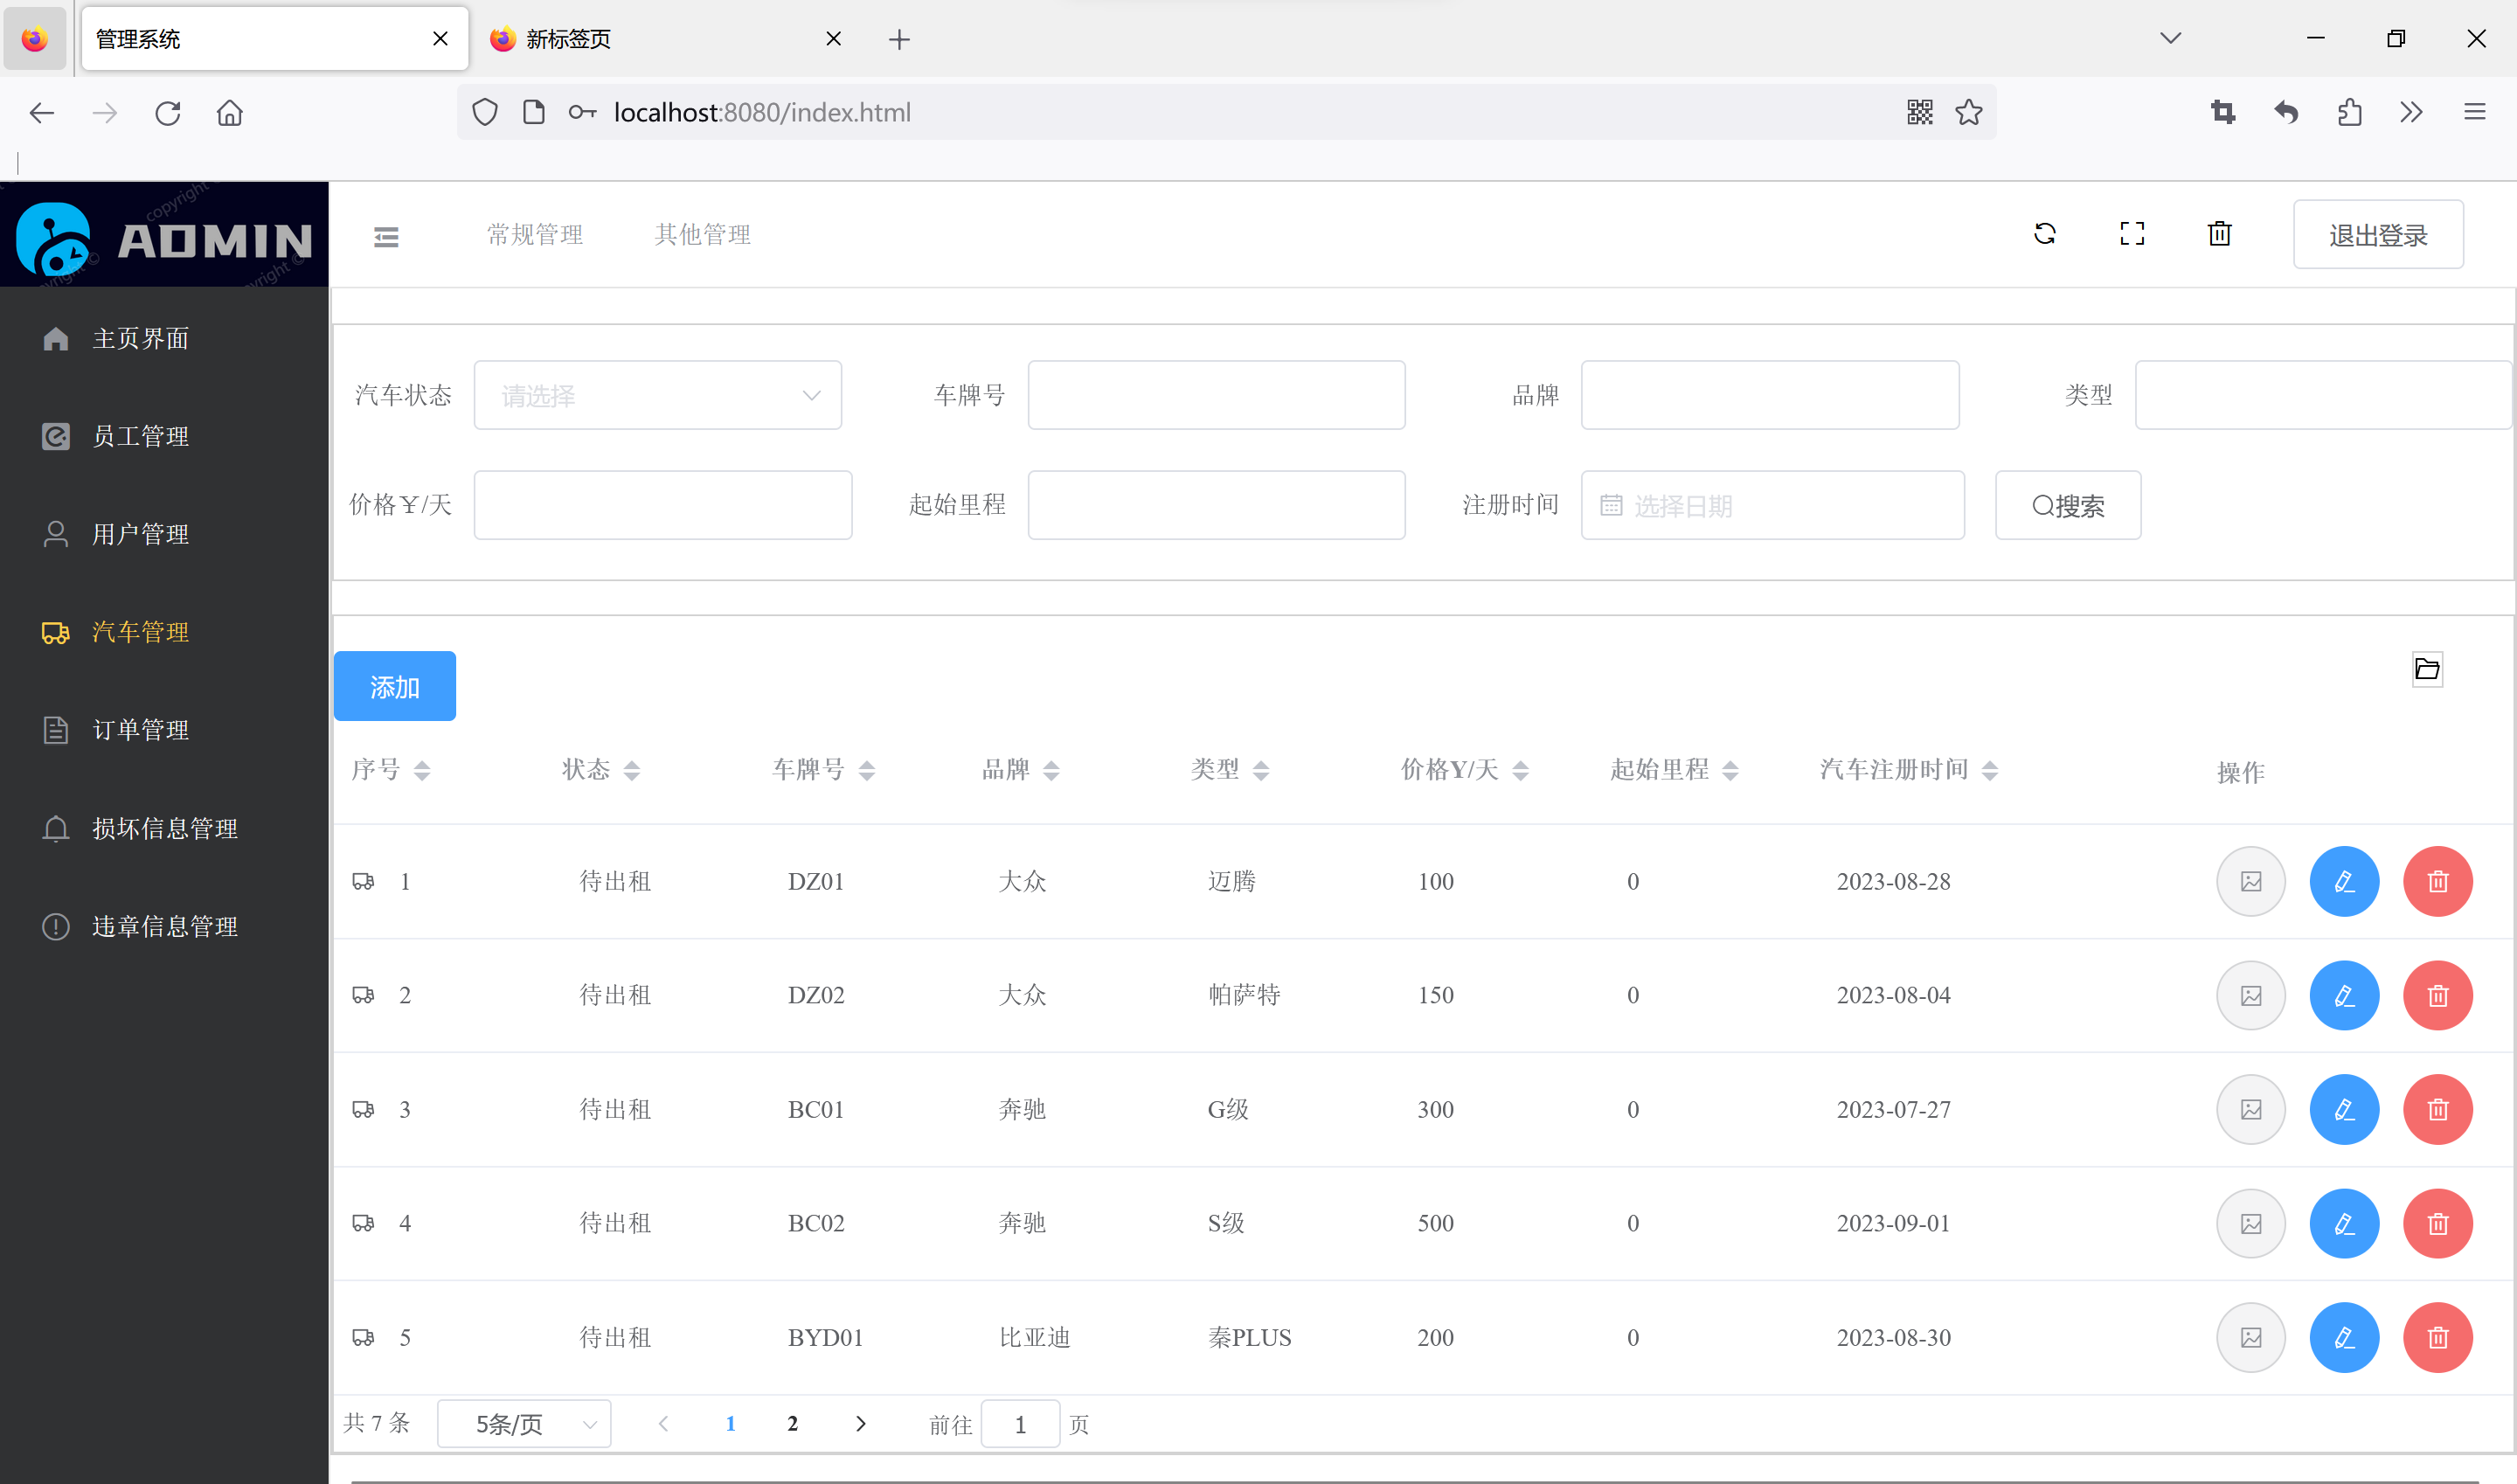 管理系统
新标签页
localhost:8080/index.html
copyright ©
ADMIN
常规管理 其他管理
退出登录
主页界面
员工管理
用户管理
汽车管理
订单管理
损坏信息管理
违章信息管理
汽车状态 请选择 车牌号 品牌 类型
价格￥/天 起始里程 注册时间 选择日期 搜索
添加
序号 状态 车牌号 品牌 类型 价格¥/天 起始里程 汽车注册时间 操作
1 待出租 DZ01 大众 迈腾 100 0 2023-08-28
2 待出租 DZ02 大众 帕萨特 150 0 2023-08-04
3 待出租 BC01 奔驰 G级 300 0 2023-07-27
4 待出租 BC02 奔驰 S级 500 0 2023-09-01
5 待出租 BYD01 比亚迪 秦PLUS 200 0 2023-08-30
共 7 条 5条/页 1 2 前往 1 页